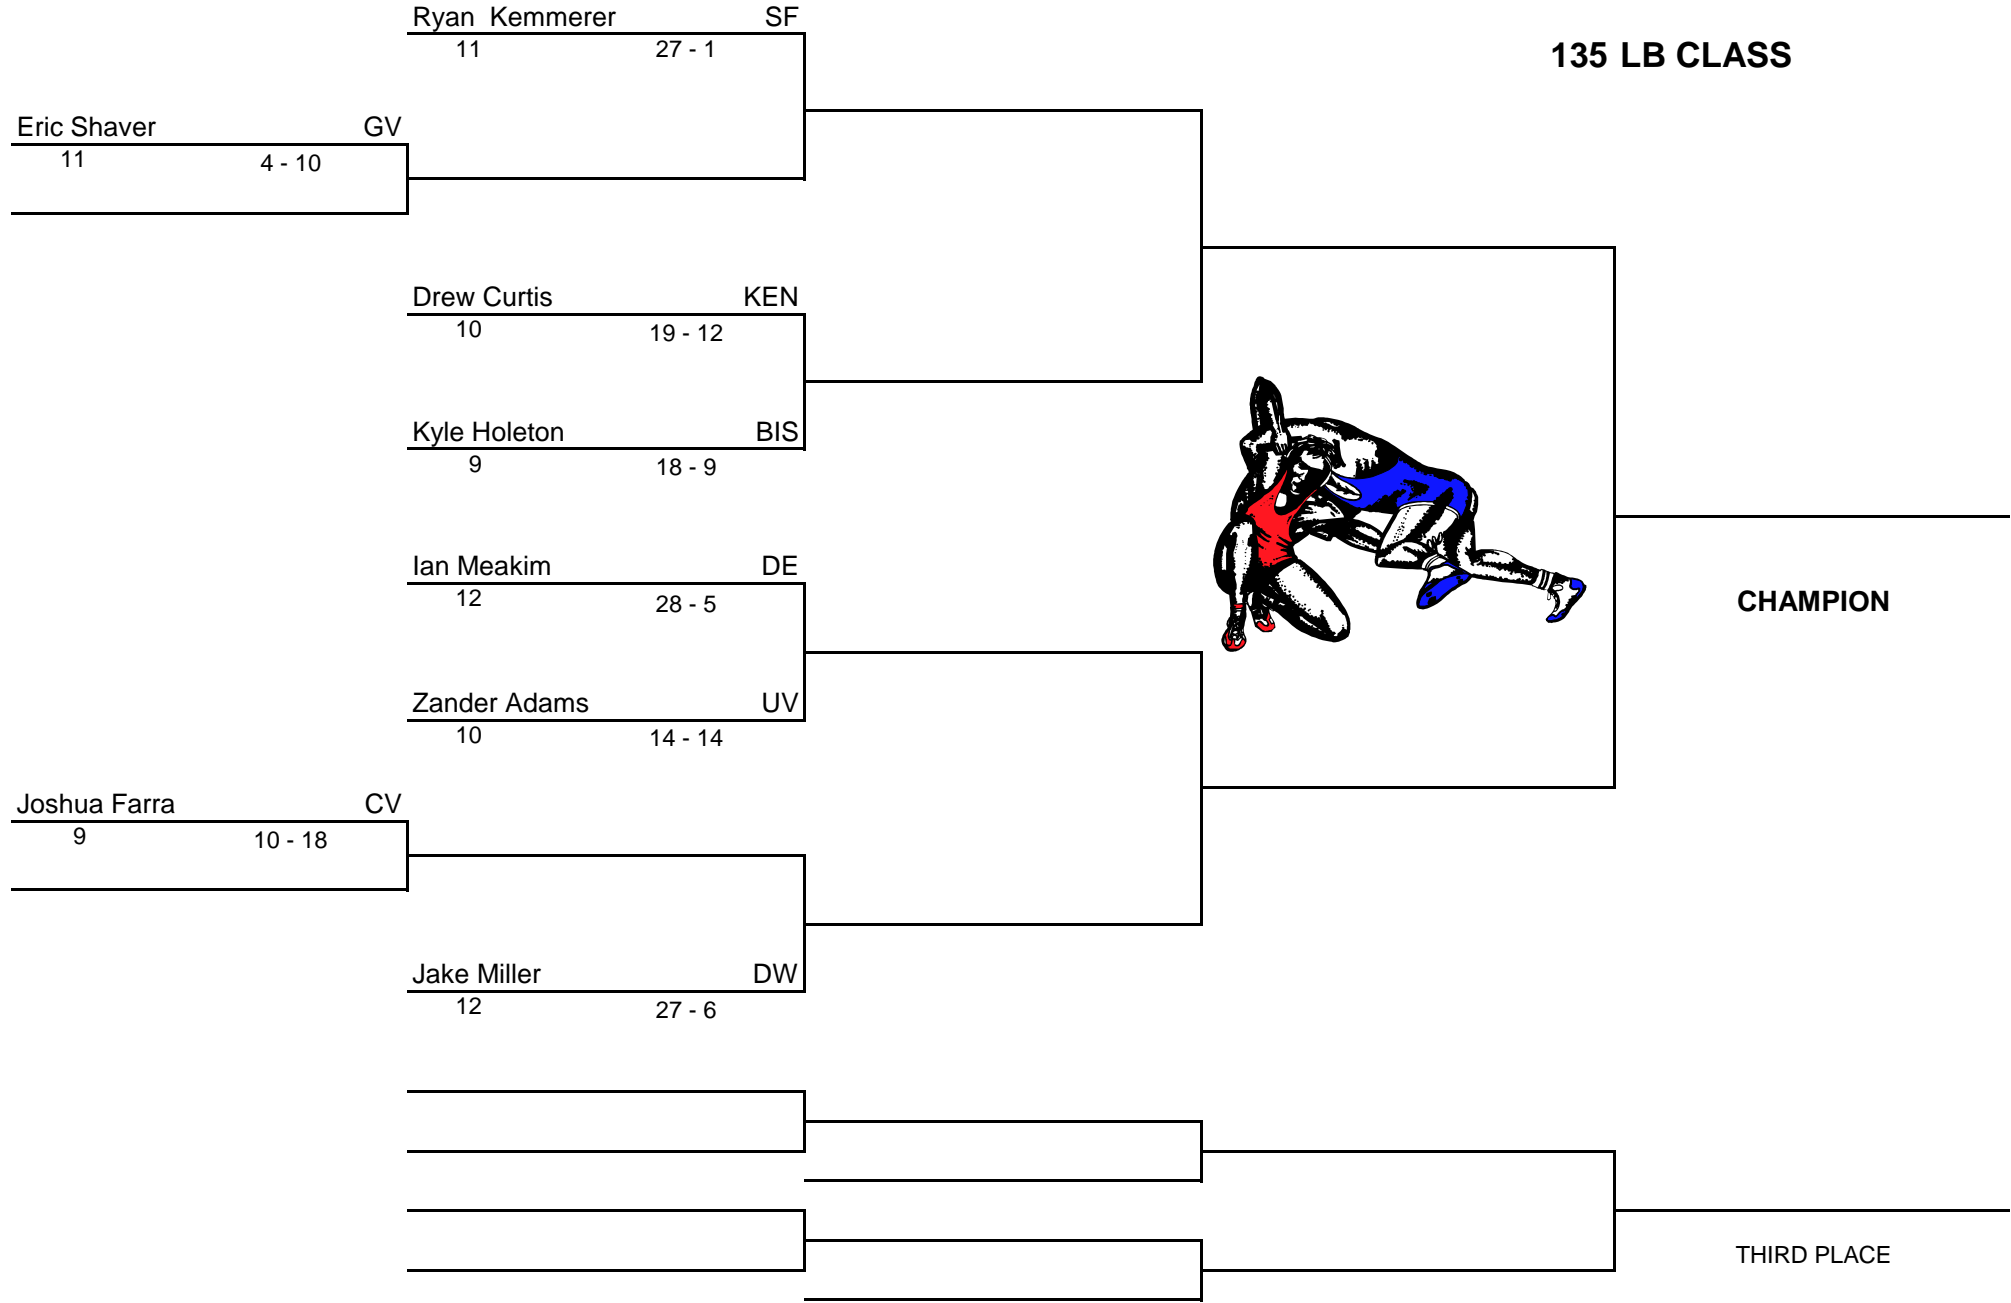 Ryan  Kemmerer SF
11 27 - 1
135 LB CLASS
Eric Shaver GV
11 4 - 10
Drew Curtis KEN
10 19 - 12
Kyle Holeton BIS
9 18 - 9
Ian Meakim DE
12 28 - 5
CHAMPION
Zander Adams UV
10 14 - 14
Joshua Farra CV
9 10 - 18
Jake Miller DW
12 27 - 6
THIRD PLACE